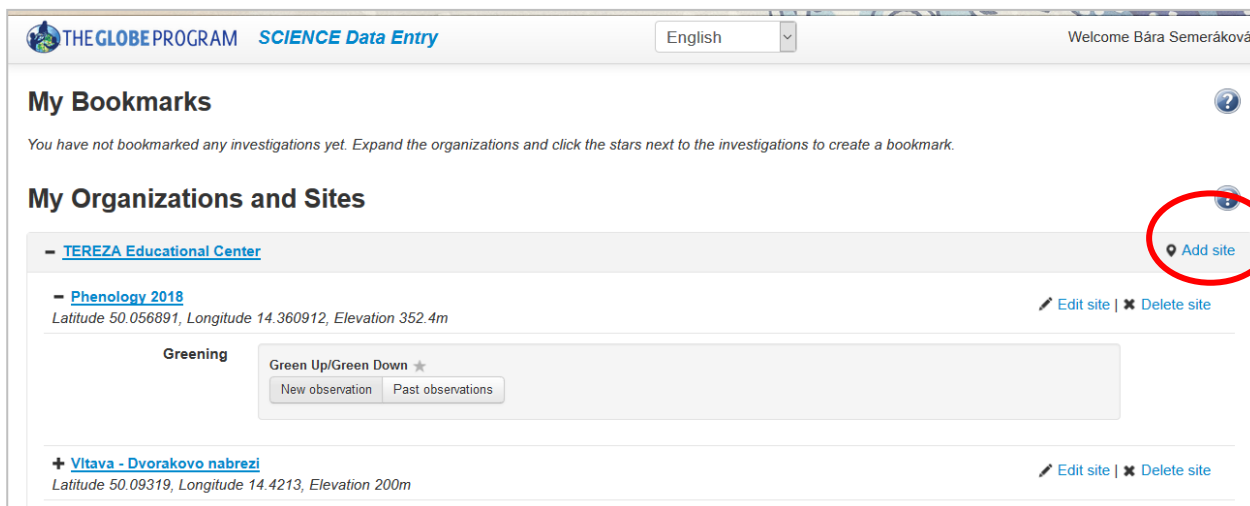 THE GLOBE PROGRAM SCIENCE Data Entry English Welcome Bára Semeráková
My Bookmarks ?
You have not bookmarked any investigations yet. Expand the organizations and click the stars next to the investigations to create a bookmark.
My Organizations and Sites ?
− TEREZA Educational Center Add site
− Phenology 2018 Edit site | ✖ Delete site
Latitude 50.056891, Longitude 14.360912, Elevation 352.4m
Greening
Green Up/Green Down ★
New observation Past observations
+ Vltava - Dvorakovo nabrezi Edit site | ✖ Delete site
Latitude 50.09319, Longitude 14.4213, Elevation 200m